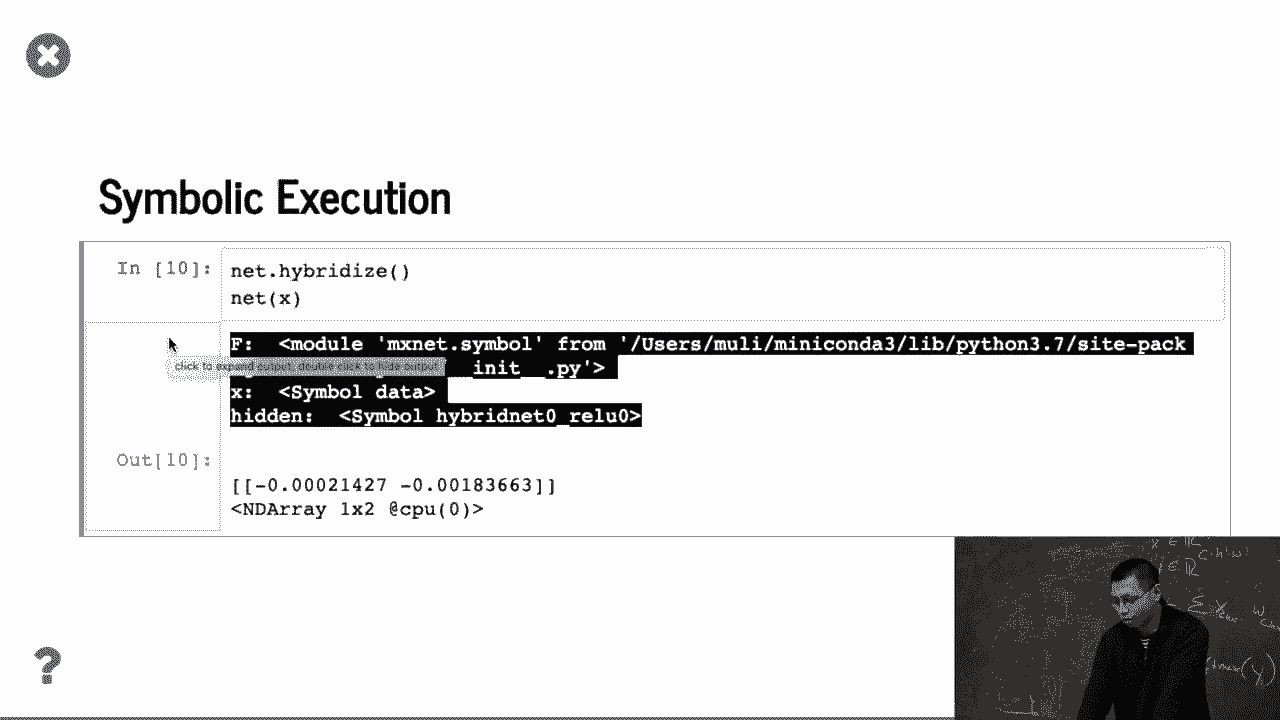 Symbolic Execution
In [10]:
net.hybridize()
net(x)
F:  <module 'mxnet.symbol' from '/Users/muli/miniconda3/lib/python3.7/site-pack
click to expand output; double click to hide output
__init__.py'>
x:  <Symbol data>
hidden:  <Symbol hybridnet0_relu0>
Out[10]:
[[-0.00021427 -0.00183663]]
<NDArray 1x2 @cpu(0)>
?
x ∈ ℝ
C·h·w